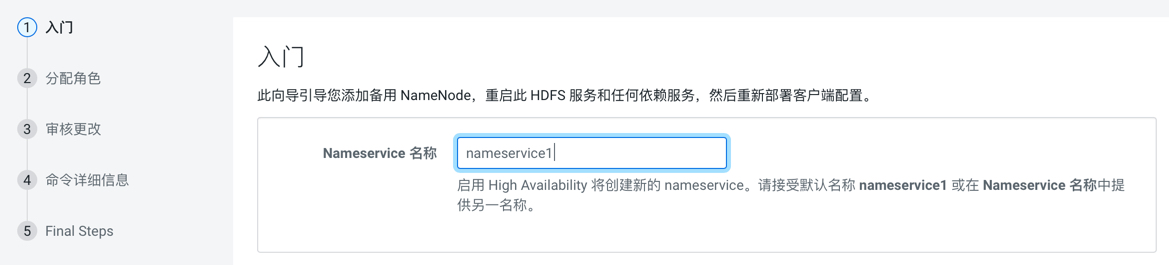 1 入门
2 分配角色
3 审核更改
4 命令详细信息
5 Final Steps
入门
此向导引导您添加备用 NameNode，重启此 HDFS 服务和任何依赖服务，然后重新部署客户端配置。
Nameservice 名称 nameservice1
启用 High Availability 将创建新的 nameservice。请接受默认名称 nameservice1 或在 Nameservice 名称中提
供另一名称。